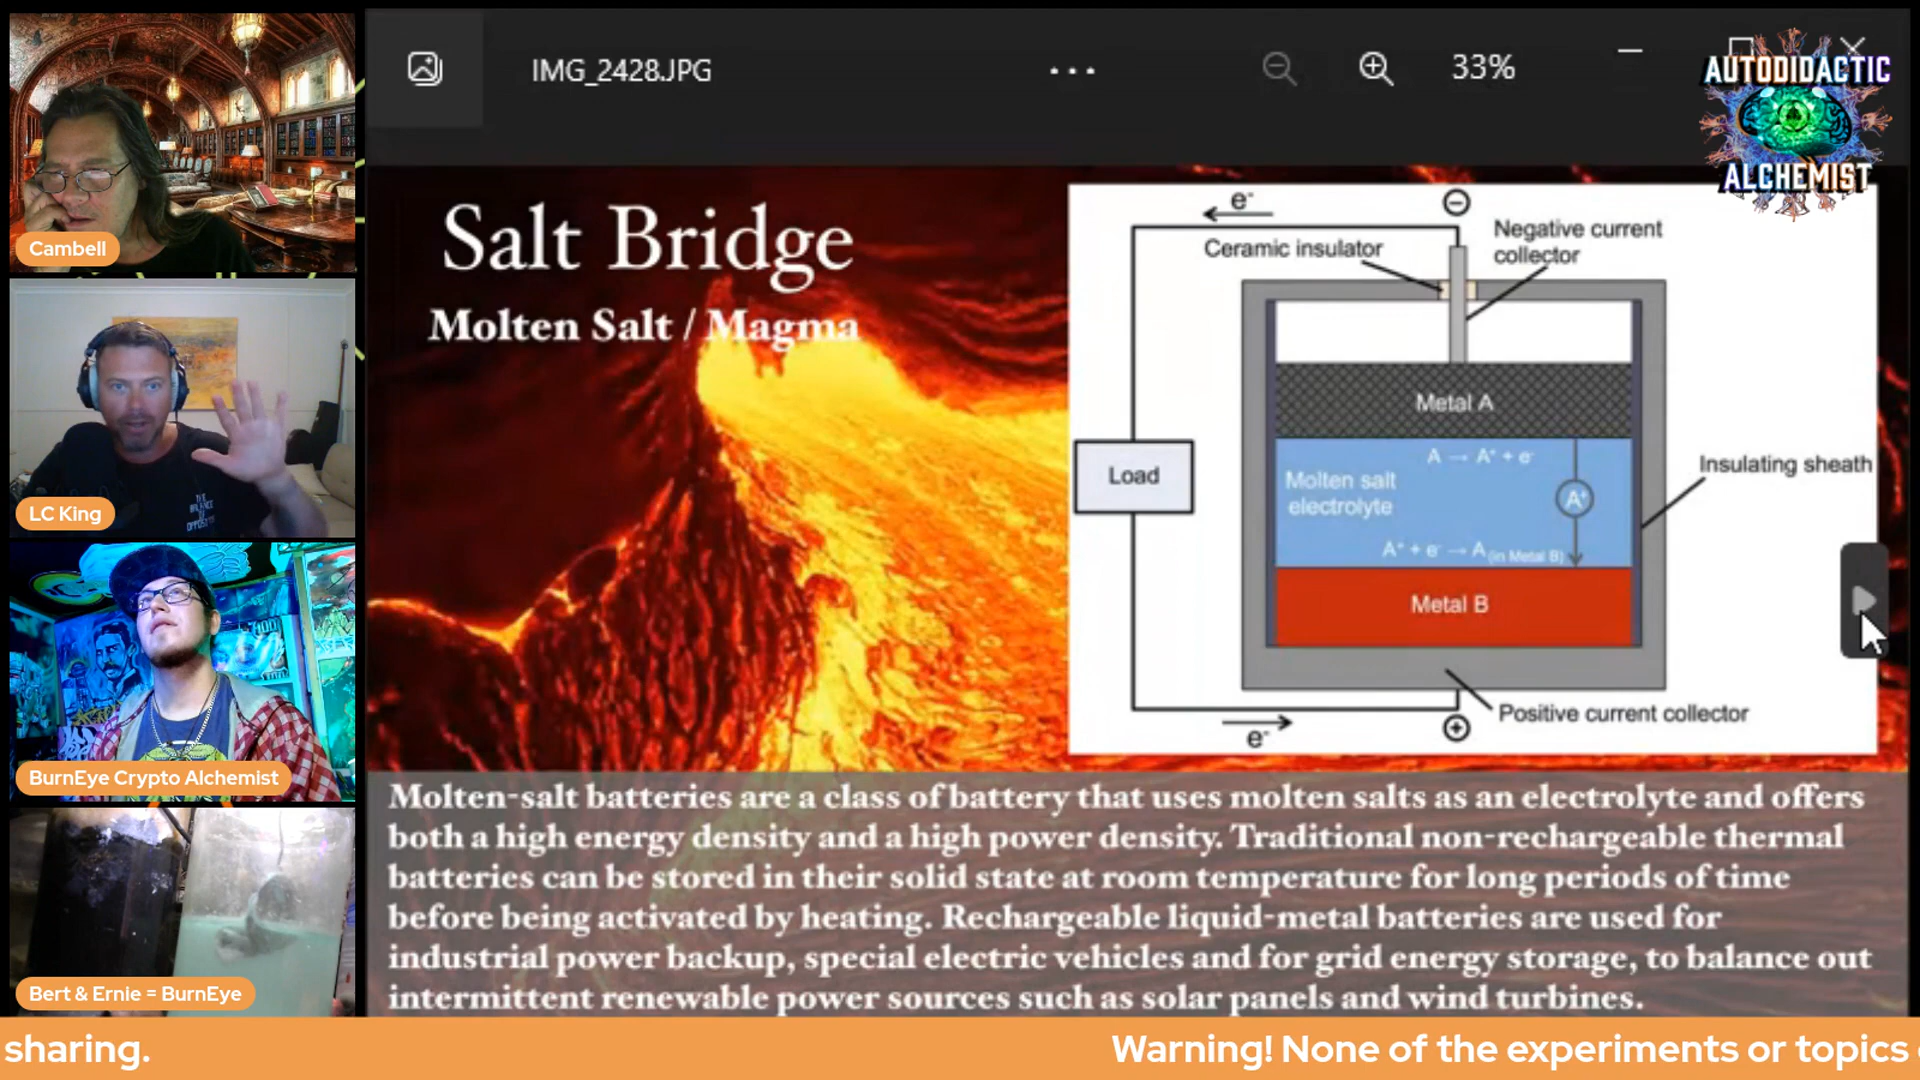 IMG_2428.JPG
33%
AUTODIDACTIC
ALCHEMIST
Cambell
LC King
BurnEye Crypto Alchemist
Bert & Ernie = BurnEye
Salt Bridge
Molten Salt / Magma
e-
Ceramic insulator
Negative current
collector
Metal A
Load
A → A+ + e-
Molten salt
electrolyte
A+
A+ + e- → A(in Metal B)
Insulating sheath
Metal B
Positive current collector
e-
Molten-salt batteries are a class of battery that uses molten salts as an electrolyte and offers
both a high energy density and a high power density. Traditional non-rechargeable thermal
batteries can be stored in their solid state at room temperature for long periods of time
before being activated by heating. Rechargeable liquid-metal batteries are used for
industrial power backup, special electric vehicles and for grid energy storage, to balance out
intermittent renewable power sources such as solar panels and wind turbines.
sharing.
Warning! None of the experiments or topics